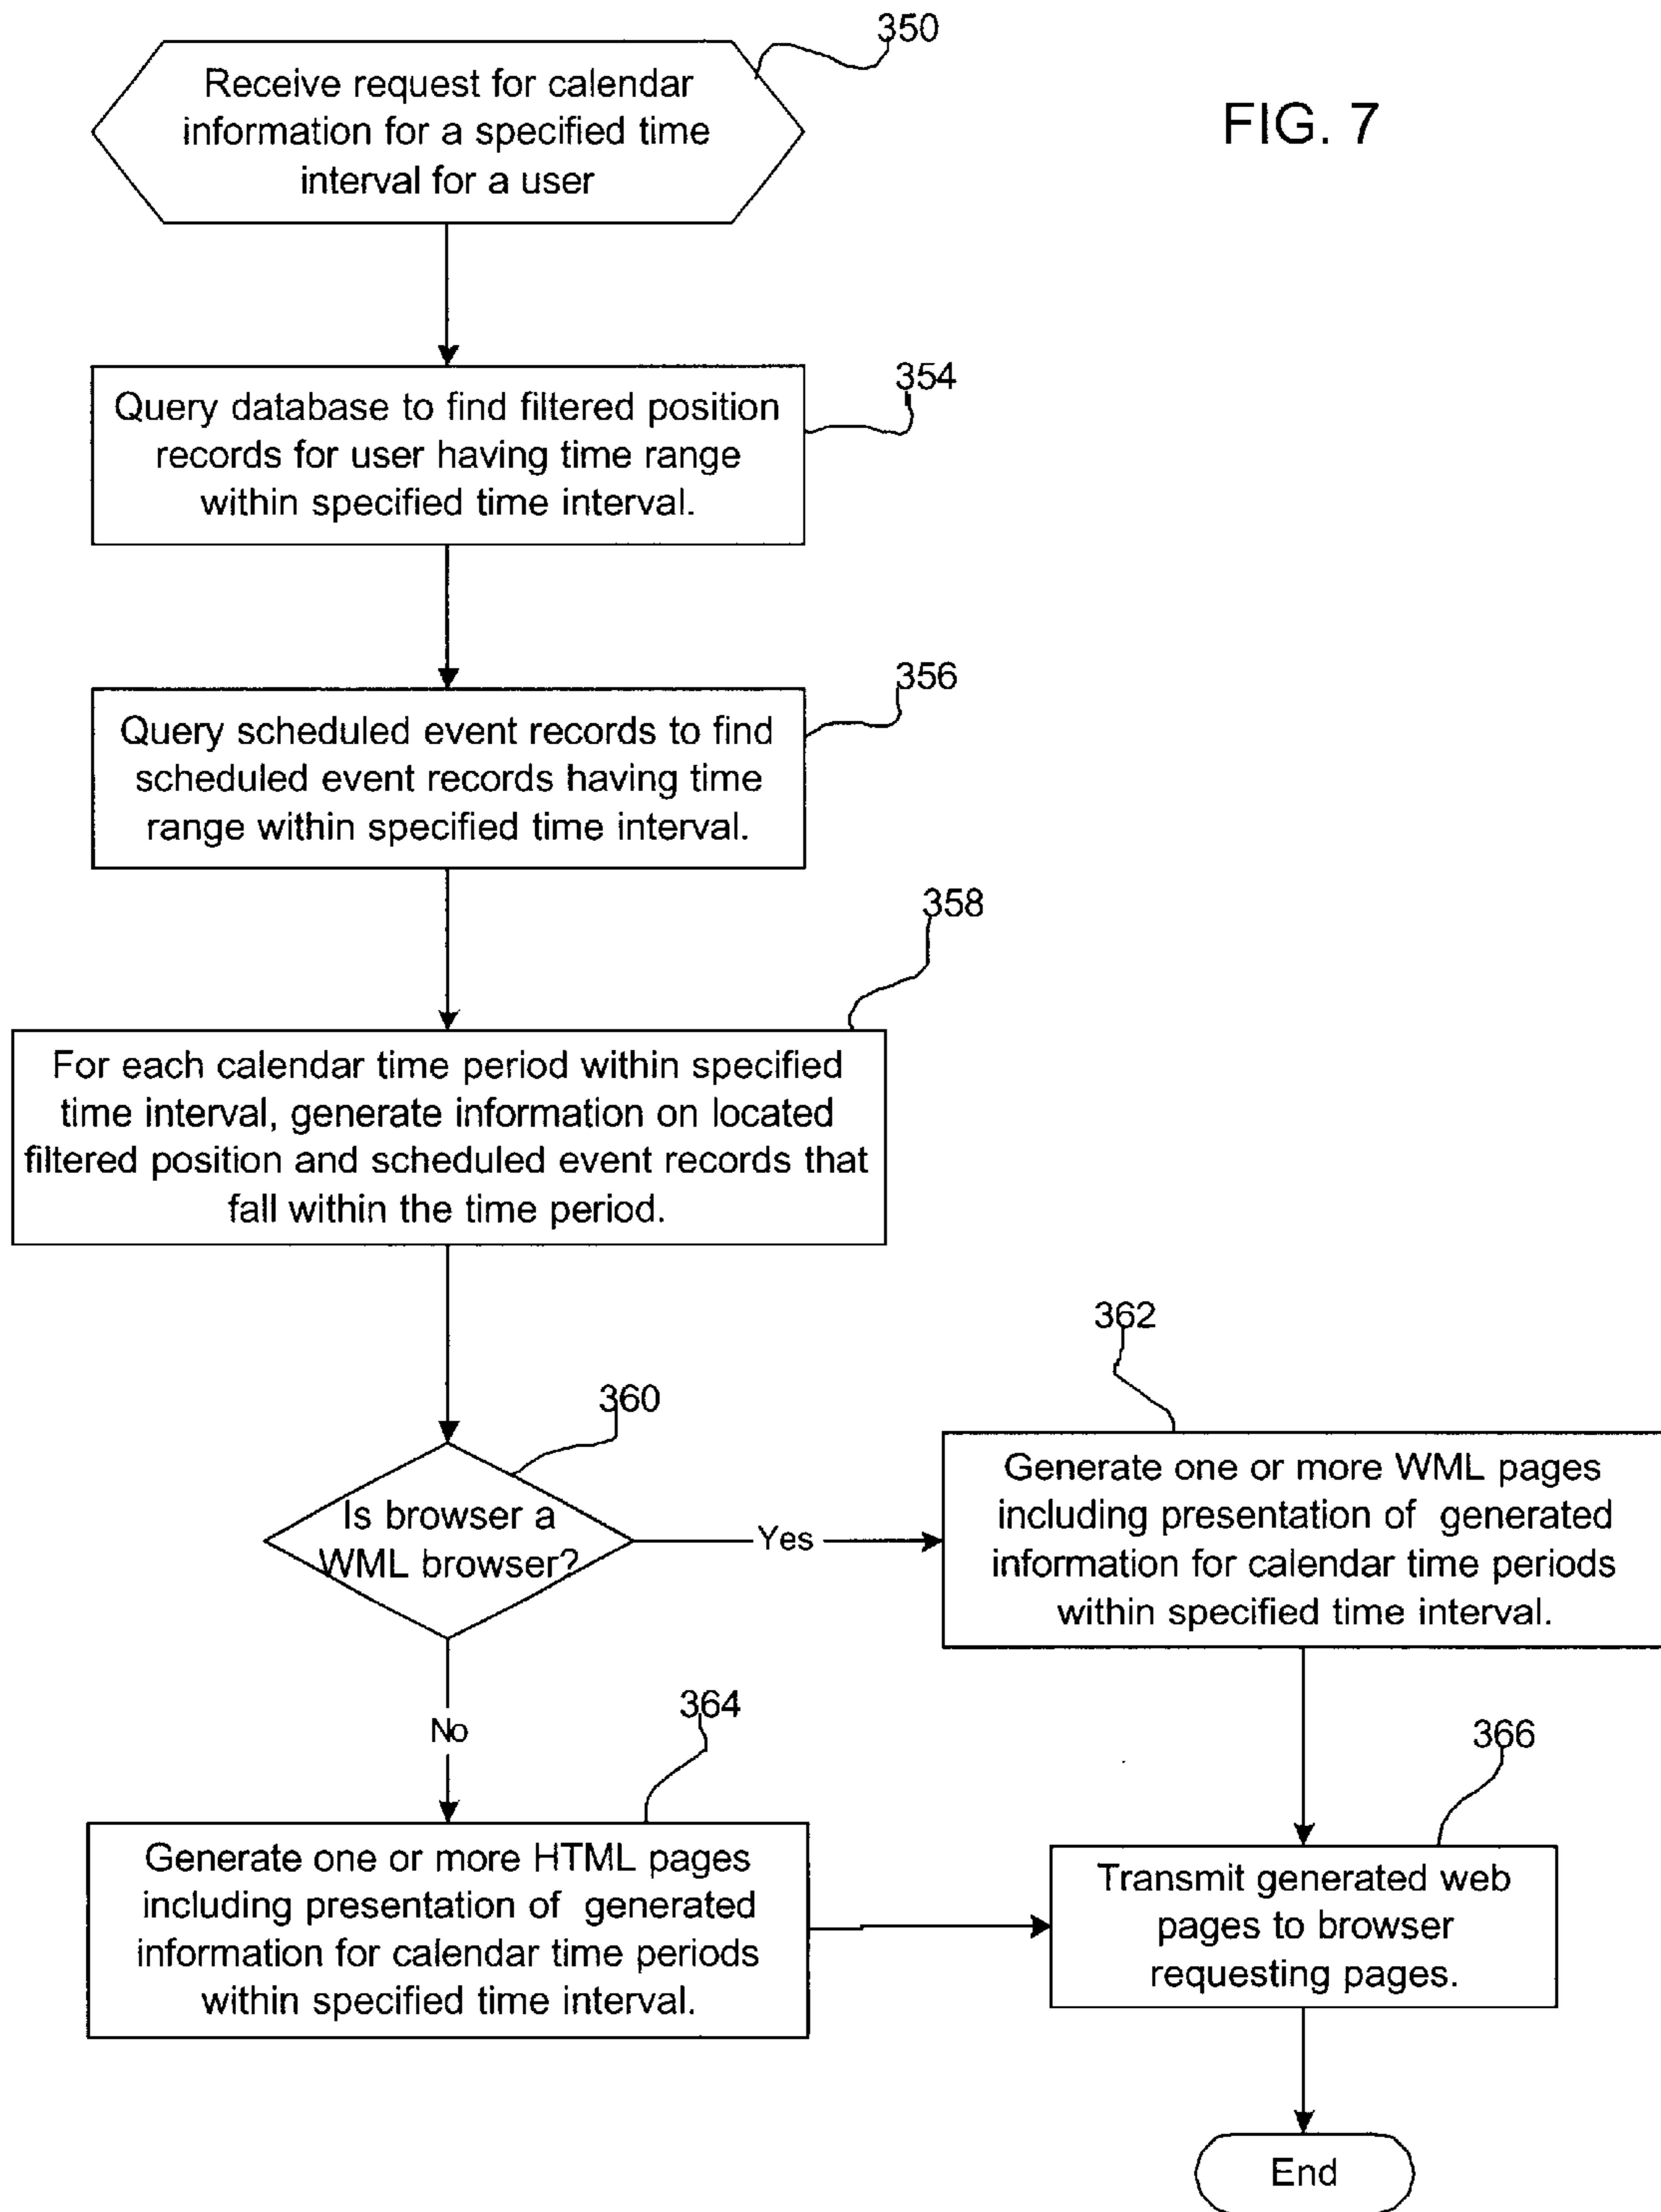 350
Receive request for calendar
information for a specified time
interval for a user
FIG. 7
354
Query database to find filtered position
records for user having time range
within specified time interval.
356
Query scheduled event records to find
scheduled event records having time
range within specified time interval.
358
For each calendar time period within specified
time interval, generate information on located
filtered position and scheduled event records that
fall within the time period.
360
Is browser a
WML browser?
Yes
362
Generate one or more WML pages
including presentation of generated
information for calendar time periods
within specified time interval.
No
364
Generate one or more HTML pages
including presentation of generated
information for calendar time periods
within specified time interval.
366
Transmit generated web
pages to browser
requesting pages.
End